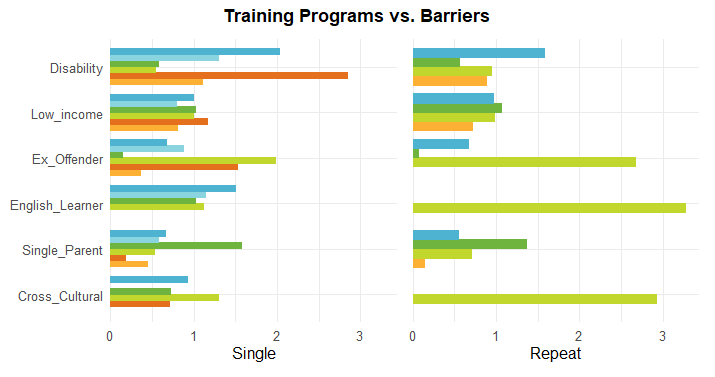 Training Programs vs. Barriers
Disability
Low_income
Ex_Offender
English_Learner
Single_Parent
Cross_Cultural
0 1 2 3
Single
0 1 2 3
Repeat